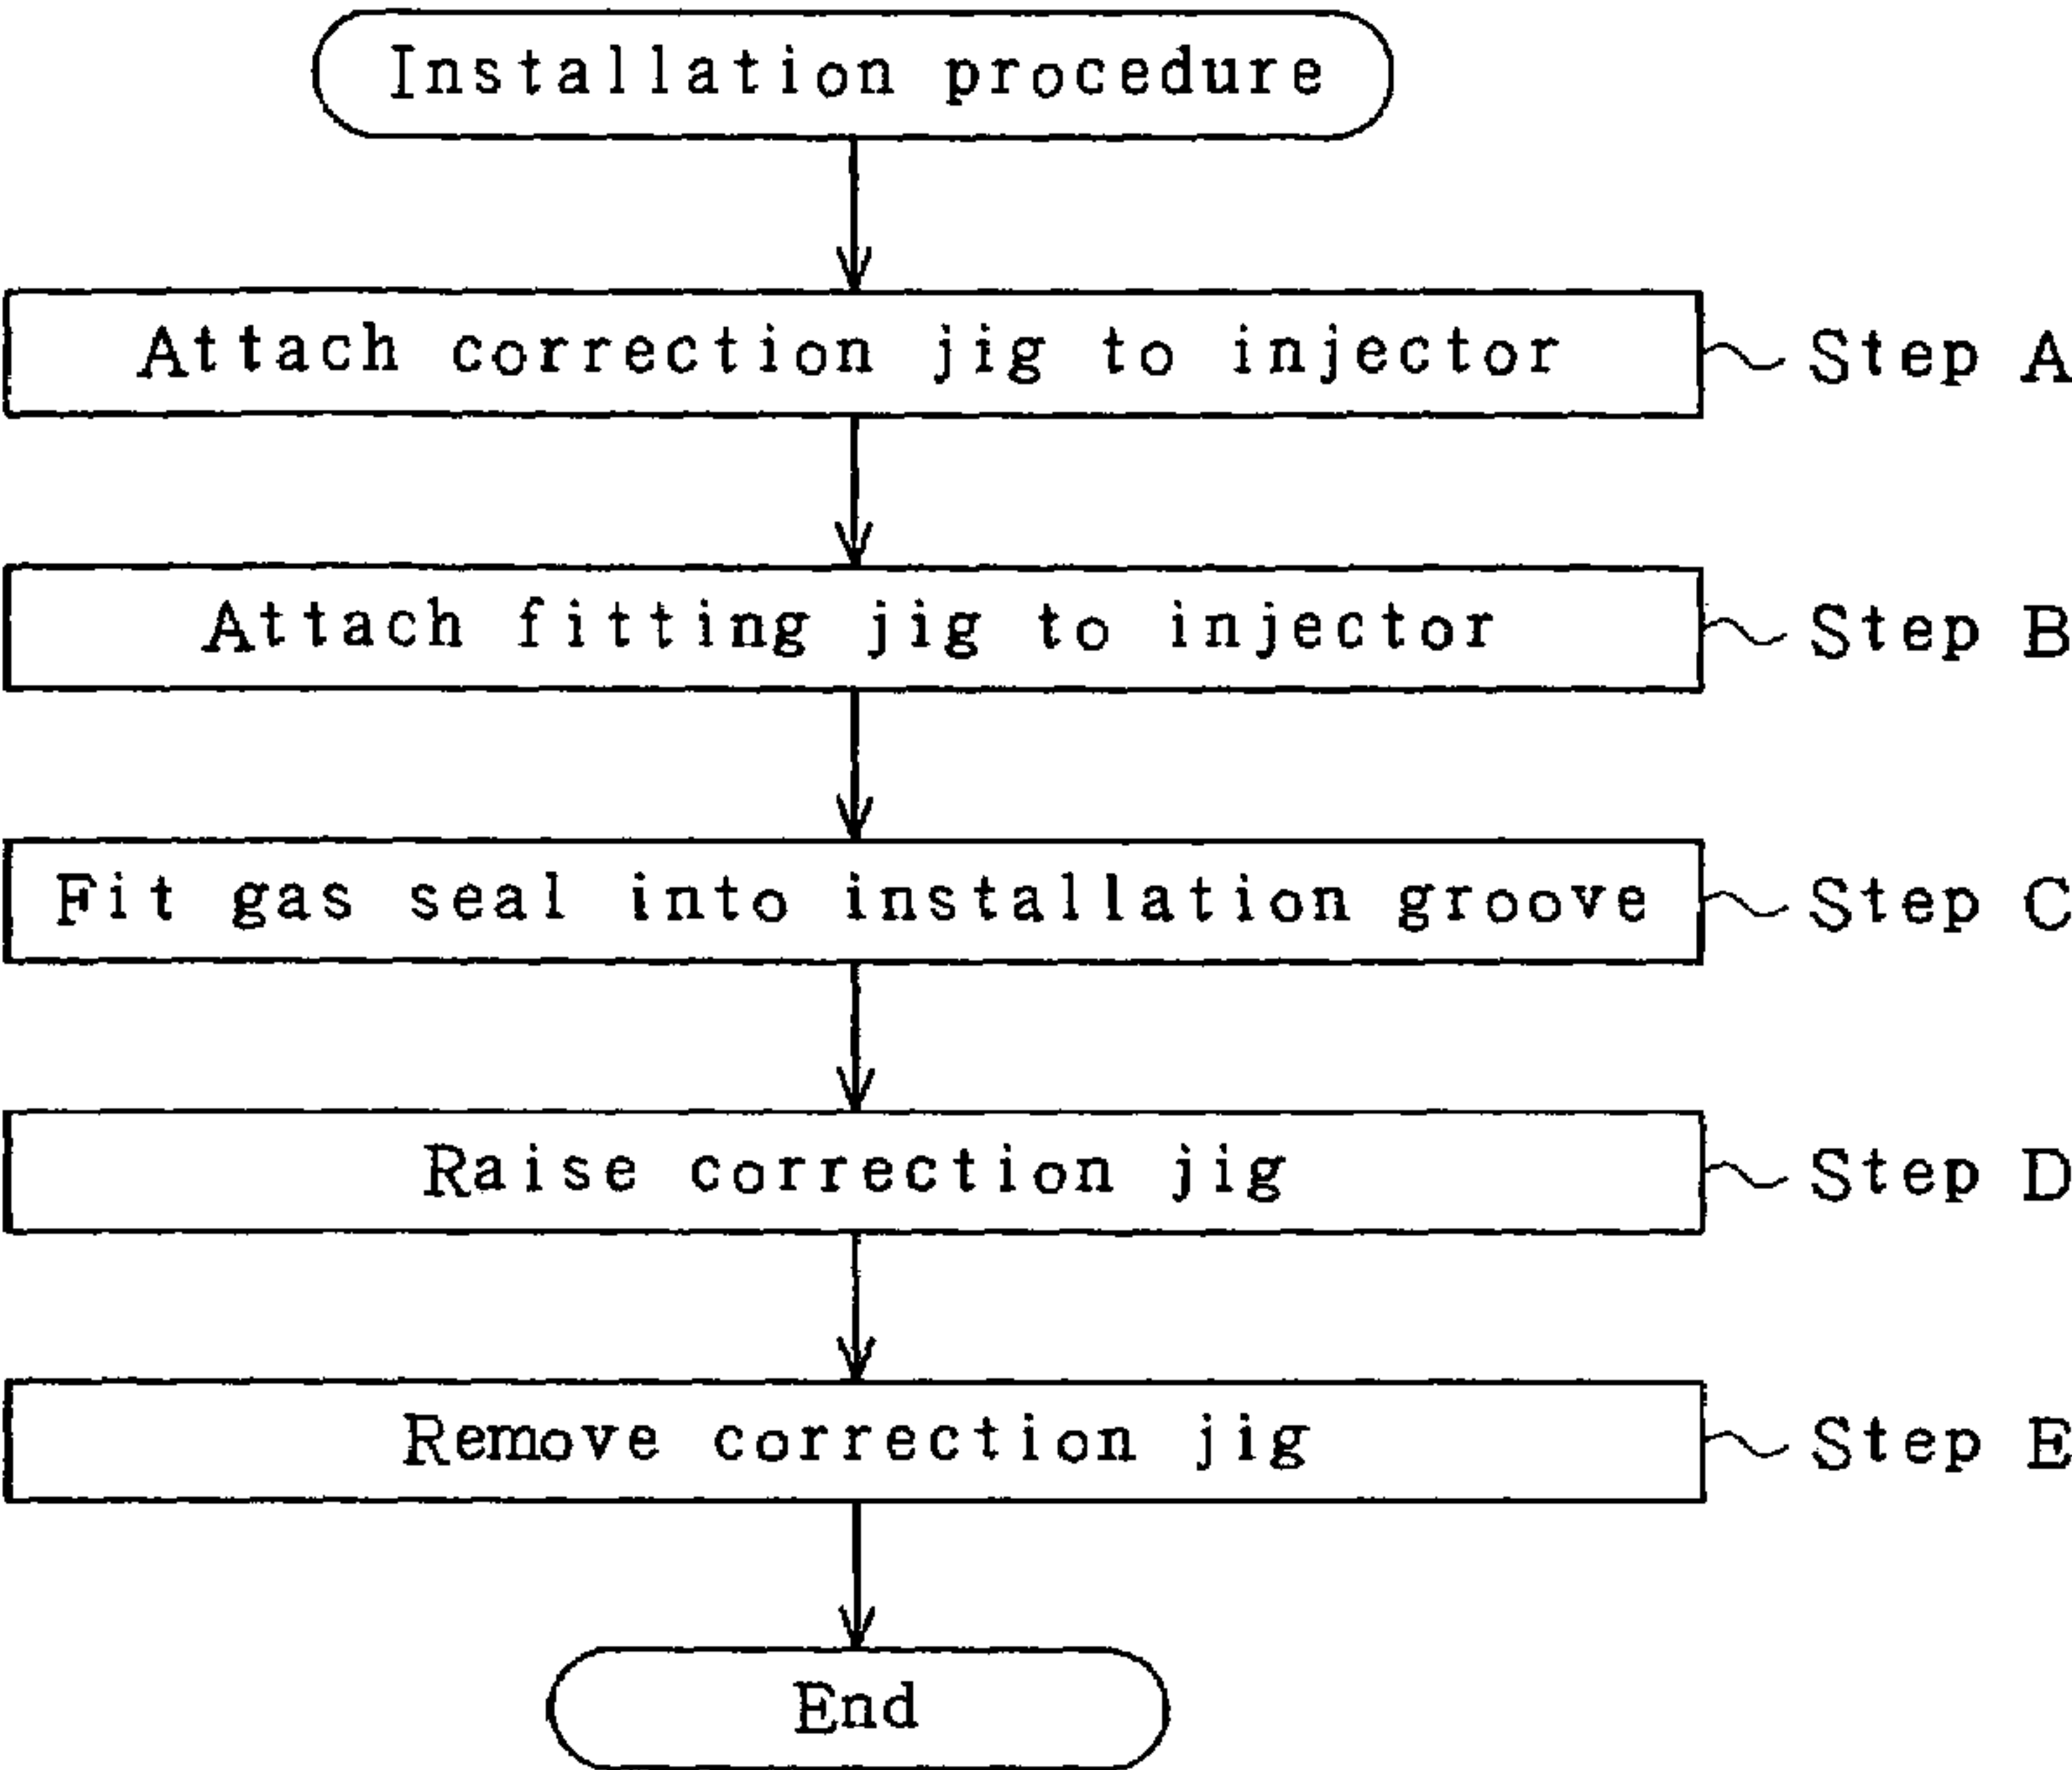 Installation procedure
Attach correction jig to injector
Step A
Attach fitting jig to injector
Step B
Fit gas seal into installation groove
Step C
Raise correction jig
Step D
Remove correction jig
Step E
End